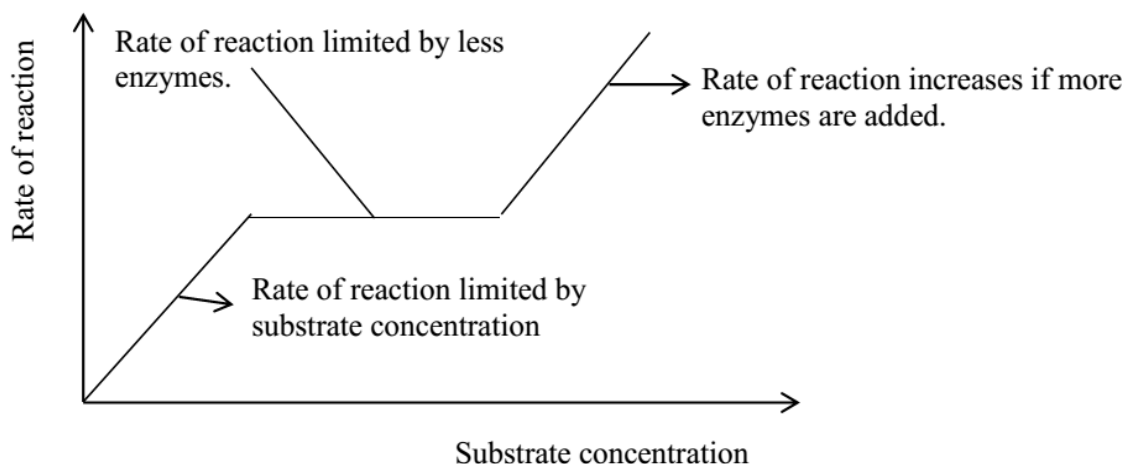 Rate of reaction limited by less
enzymes.
Rate of reaction increases if more
enzymes are added.
Rate of reaction
Rate of reaction limited by
substrate concentration
Substrate concentration